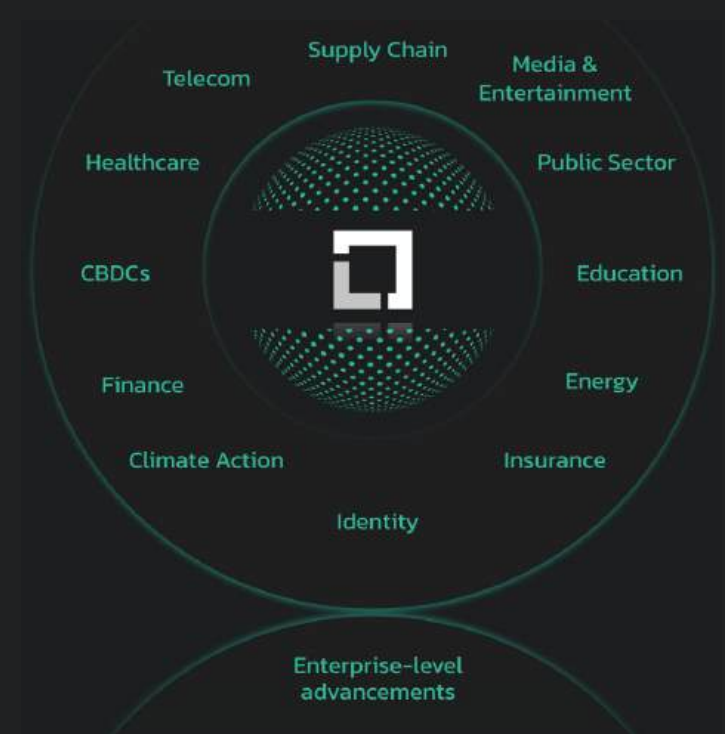 Supply Chain
Telecom
Media &
Entertainment
Healthcare
Public Sector
CBDCs
Education
Finance
Energy
Climate Action
Insurance
Identity
Enterprise-level
advancements